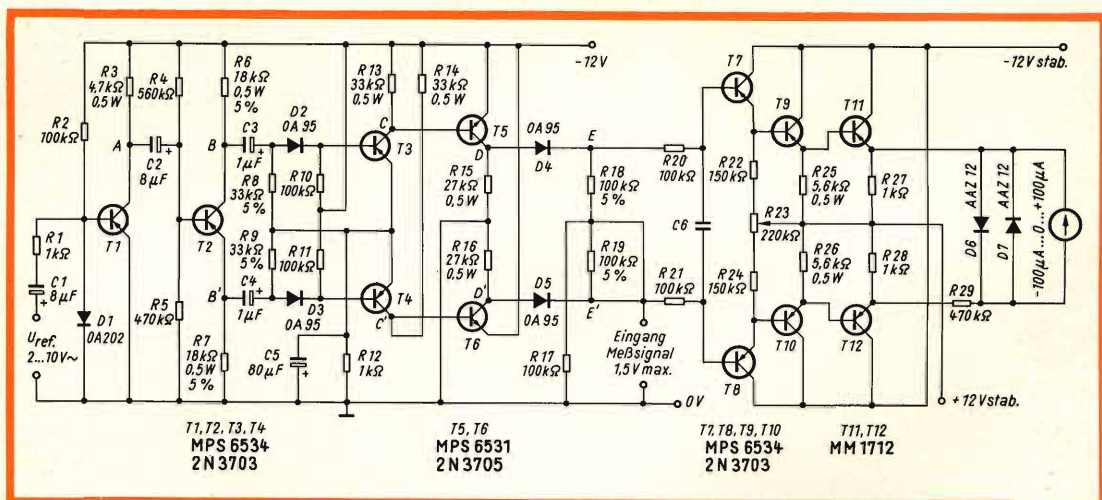 R2
100kΩ
R3
4,7kΩ
0,5W
R4
560kΩ
A
C2
8µF
+
T1
R1
1kΩ
C1
8µF
+
U ref.
2...10V~
D1
0A202
R5
470kΩ
R6
18kΩ
0,5W
5%
B
C3
1µF
+
T2
R8
33kΩ
5%
R9
33kΩ
5%
B'
C4
1µF
+
R7
18kΩ
0,5W
5%
D2
0A95
R10
100kΩ
R11
100kΩ
D3
0A95
C5
80µF
+
R12
1kΩ
R13
33kΩ
0,5W
R14
33kΩ
0,5W
C
T3
T4
C'
T5
D
R15
27kΩ
0,5W
R16
27kΩ
0,5W
D'
T6
0A95
D4
D5
0A95
R17
100kΩ
-12V
E
R18
100kΩ
5%
R19
100kΩ
5%
E'
Eingang
Meßsignal
1,5V max.
0V
R20
100kΩ
C6
R21
100kΩ
T7
T8
R22
150kΩ
R23
220kΩ
R24
150kΩ
T9
T10
R25
5,6kΩ
0,5W
R26
5,6kΩ
0,5W
T11
T12
R27
1kΩ
R28
1kΩ
R29
470kΩ
-12V stab.
+12V stab.
D6
AAZ 12
D7
AAZ 12
-100µA...0...+100µA
T1, T2, T3, T4
MPS 6534
2N3703
T5, T6
MPS 6531
2N3705
T7, T8, T9, T10
MPS 6534
2N3703
T11, T12
MM1712